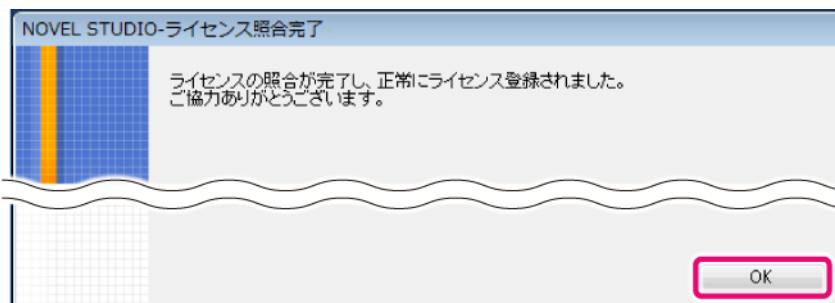 NOVEL STUDIO-ライセンス照合完了
ライセンスの照合が完了し、正常にライセンス登録されました。
ご協力ありがとうございます。
OK